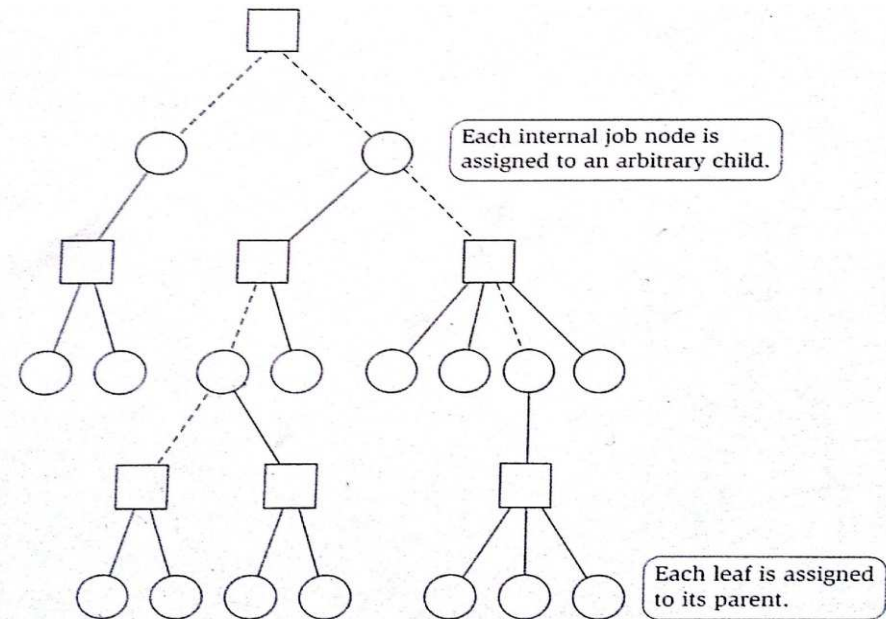 Each internal job node is
assigned to an arbitrary child.
Each leaf is assigned
to its parent.